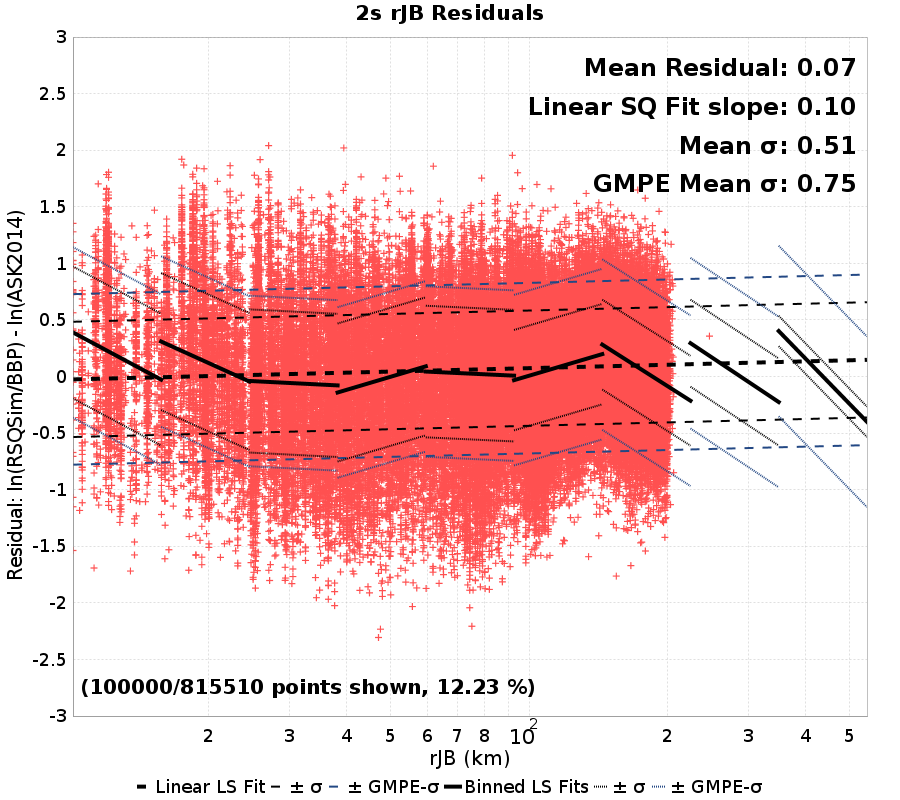 2s rJB Residuals
Mean Residual: 0.07
Linear SQ Fit slope: 0.10
Mean σ: 0.51
GMPE Mean σ: 0.75
Residual: ln(RSQSim/BBP) - ln(ASK2014)
3
2.5
2
1.5
1
0.5
0
-0.5
-1
-1.5
-2
-2.5
-3
(100000/815510 points shown, 12.23 %)
2 3 4 5 6 7 8 10² 2 3 4 5
rJB (km)
Linear LS Fit ± σ ± GMPE-σ Binned LS Fits ± σ ± GMPE-σ